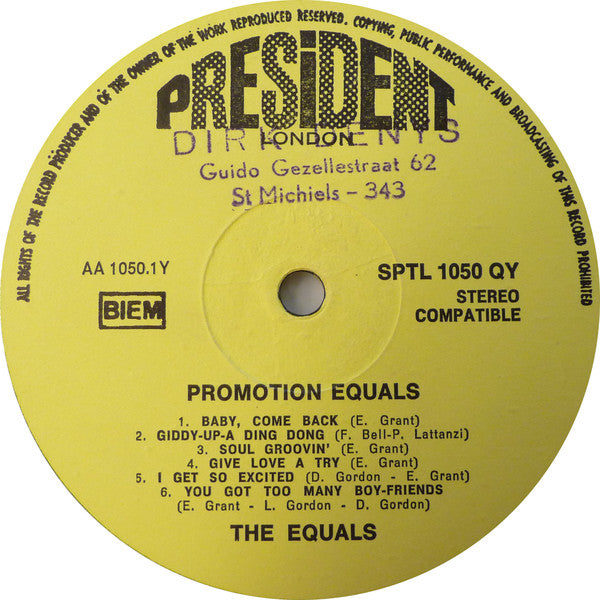 ALL RIGHTS OF THE RECORD PRODUCER AND OF THE OWNER OF THE WORK REPRODUCED RESERVED. COPYING, PUBLIC PERFORMANCE AND BROADCASTING OF THIS RECORD PROHIBITED
PRESiDENT
LONDON
DIRK DENYS
Guido Gezellestraat 62
St Michiels - 343
AA 1050.1Y
SPTL 1050 QY
BIEM
STEREO
COMPATIBLE
PROMOTION EQUALS
1. BABY, COME BACK (E. Grant)
2. GIDDY-UP-A DING DONG (F. Bell-P. Lattanzi)
3. SOUL GROOVIN' (E. Grant)
4. GIVE LOVE A TRY (E. Grant)
5. I GET SO EXCITED (D. Gordon - E. Grant)
6. YOU GOT TOO MANY BOY-FRIENDS
(E. Grant - L. Gordon - D. Gordon)
THE EQUALS